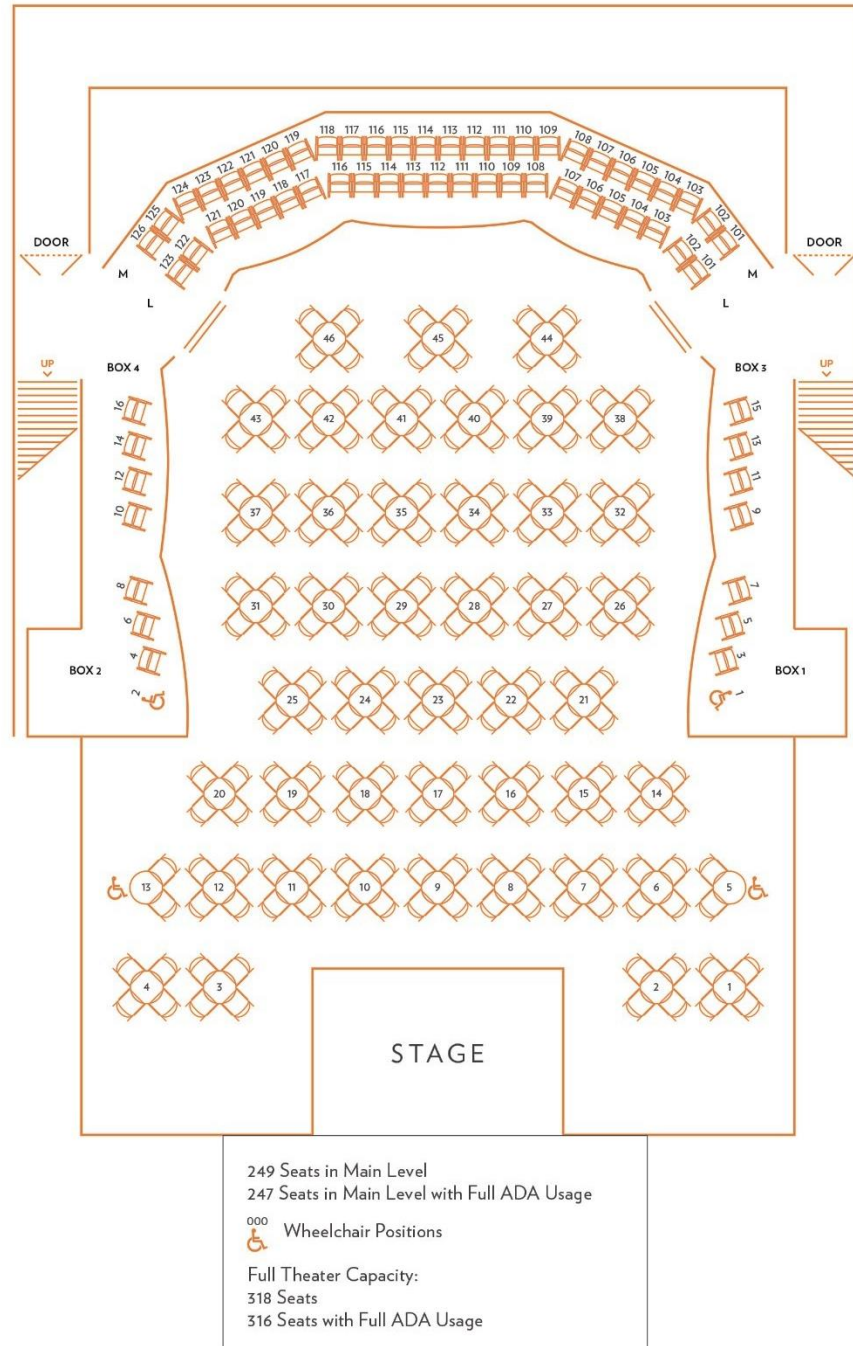 118 117 116 115 114 113 112 111 110 109
124 123 122 121 120 119
108 107 106 105 104 103
126 125
102 101
116 115 114 113 112 111 110 109 108
121 120 119 118 117
107 106 105 104 103
123 122
102 101
DOOR
DOOR
M
M
L
L
46 45 44
UP
BOX 4
BOX 3
UP
16
15
43 42 41 40 39 38
14
13
12
11
10
9
37 36 35 34 33 32
8
7
31 30 29 28 27 26
6
5
4
3
BOX 2
BOX 1
2
1
25 24 23 22 21
20 19 18 17 16 15 14
13 12 11 10 9 8 7 6 5
4 3 2 1
STAGE
249 Seats in Main Level
247 Seats in Main Level with Full ADA Usage
000
Wheelchair Positions
Full Theater Capacity:
318 Seats
316 Seats with Full ADA Usage